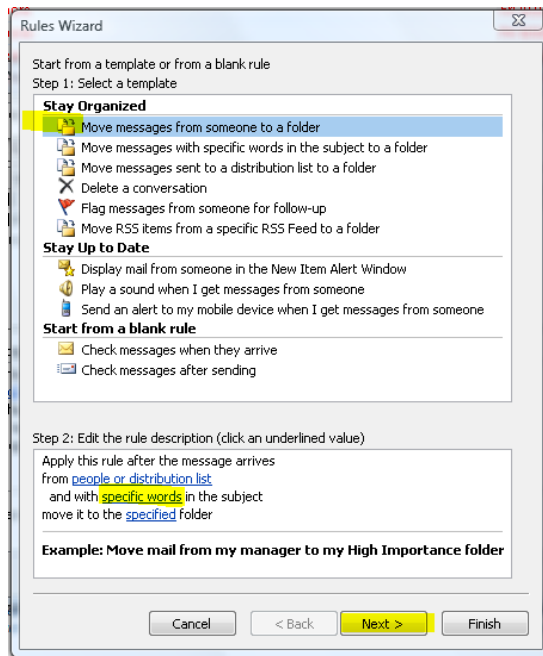 Rules Wizard
Start from a template or from a blank rule
Step 1: Select a template
Stay Organized
Move messages from someone to a folder
Move messages with specific words in the subject to a folder
Move messages sent to a distribution list to a folder
Delete a conversation
Flag messages from someone for follow-up
Move RSS items from a specific RSS Feed to a folder
Stay Up to Date
Display mail from someone in the New Item Alert Window
Play a sound when I get messages from someone
Send an alert to my mobile device when I get messages from someone
Start from a blank rule
Check messages when they arrive
Check messages after sending
Step 2: Edit the rule description (click an underlined value)
Apply this rule after the message arrives
from people or distribution list
and with specific words in the subject
move it to the specified folder
Example: Move mail from my manager to my High Importance folder
Cancel < Back Next > Finish